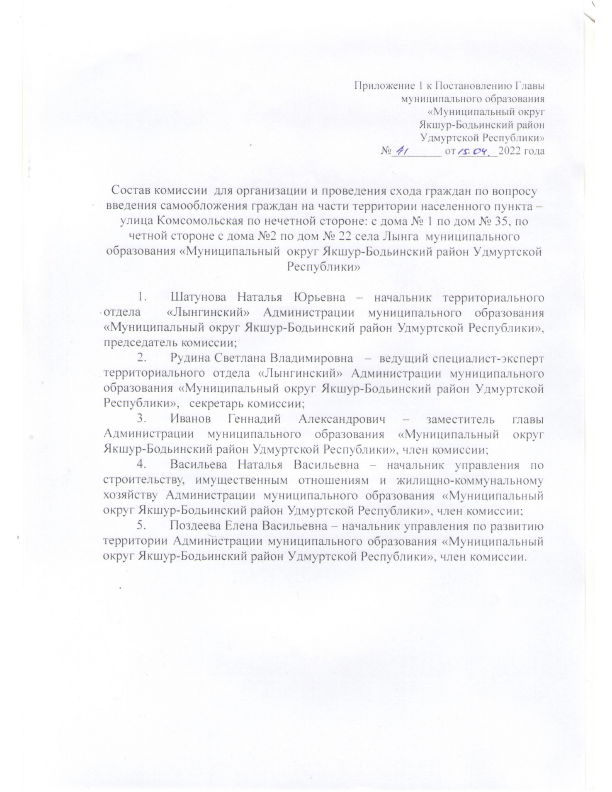 Приложение 1 к Постановлению Главы
муниципального образования
«Муниципальный округ
Якшур-Бодьинский район
Удмуртской Республики»
№ 41 от 15.04. 2022 года
Состав комиссии для организации и проведения схода граждан по вопросу
введения самообложения граждан на части территории населенного пункта –
улица Комсомольская по нечетной стороне: с дома № 1 по дом № 35, по
четной стороне с дома №2 по дом № 22 села Лынга муниципального
образования «Муниципальный округ Якшур-Бодьинский район Удмуртской
Республики»
1. Шатунова Наталья Юрьевна – начальник территориального
отдела «Лынгинский» Администрации муниципального образования
«Муниципальный округ Якшур-Бодьинский район Удмуртской Республики»,
председатель комиссии;
2. Рудина Светлана Владимировна – ведущий специалист-эксперт
территориального отдела «Лынгинский» Администрации муниципального
образования «Муниципальный округ Якшур-Бодьинский район Удмуртской
Республики», секретарь комиссии;
3. Иванов Геннадий Александрович – заместитель главы
Администрации муниципального образования «Муниципальный округ
Якшур-Бодьинский район Удмуртской Республики», член комиссии;
4. Васильева Наталья Васильевна – начальник управления по
строительству, имущественным отношениям и жилищно-коммунальному
хозяйству Администрации муниципального образования «Муниципальный
округ Якшур-Бодьинский район Удмуртской Республики», член комиссии;
5. Поздеева Елена Васильевна – начальник управления по развитию
территории Администрации муниципального образования «Муниципальный
округ Якшур-Бодьинский район Удмуртской Республики», член комиссии.